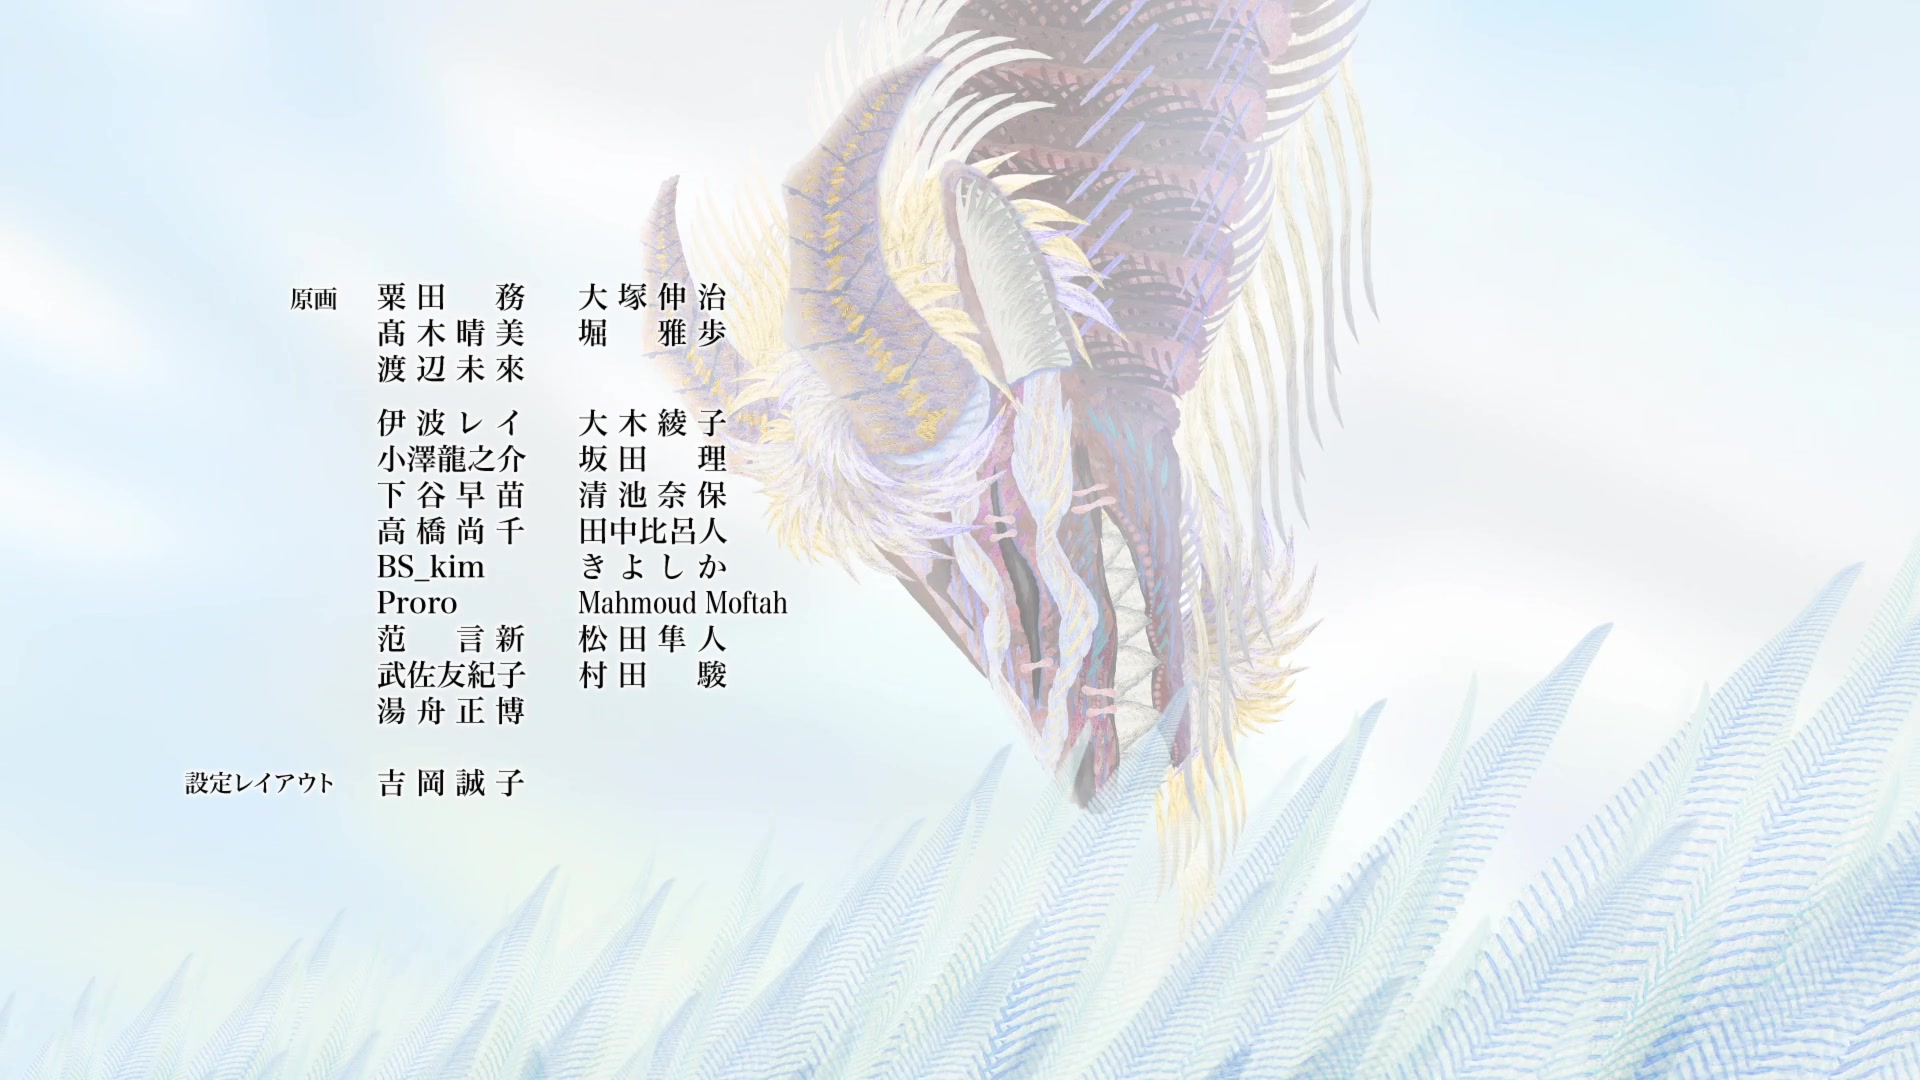 原画 粟田 務 大塚伸治
髙木晴美 堀 雅歩
渡辺未來
伊波レイ 大木綾子
小澤龍之介 坂田 理
下谷早苗 清池奈保
高橋尚千 田中比呂人
BS_kim きよしか
Proro Mahmoud Moftah
范 言新 松田隼人
武佐友紀子 村田 駿
湯舟正博
設定レイアウト 吉岡誠子